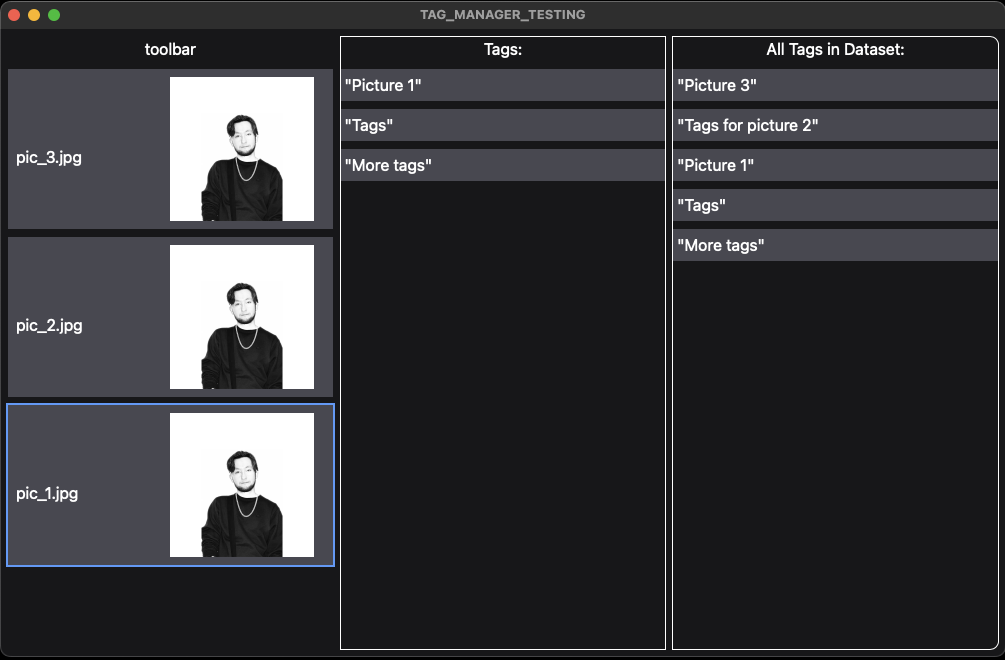 TAG_MANAGER_TESTING
toolbar
pic_3.jpg
pic_2.jpg
pic_1.jpg
Tags:
"Picture 1"
"Tags"
"More tags"
All Tags in Dataset:
"Picture 3"
"Tags for picture 2"
"Picture 1"
"Tags"
"More tags"